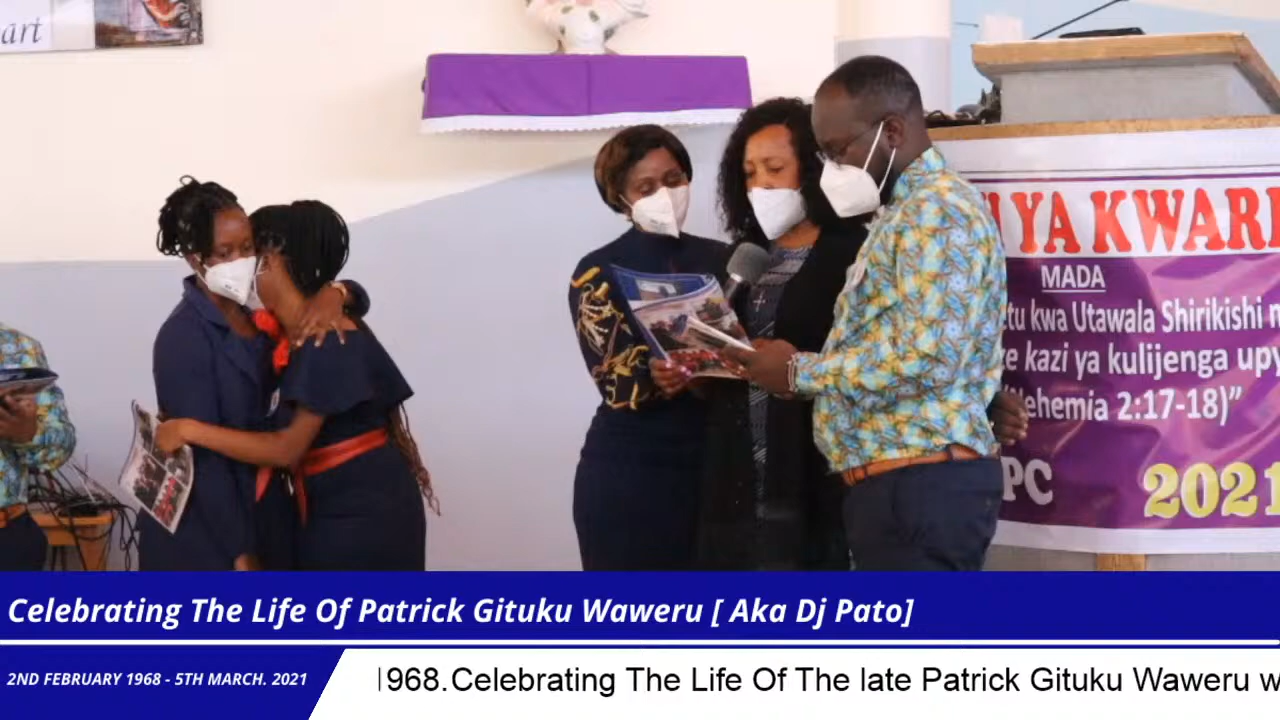 art
YA KWARE
MADA
tu kwa Utawala Shirikishi
kazi ya kulijenga upy
Nehemia 2:17-18)”
PC
2021
Celebrating The Life Of Patrick Gituku Waweru [ Aka Dj Pato]
2ND FEBRUARY 1968 - 5TH MARCH. 2021
1968.Celebrating The Life Of The late Patrick Gituku Waweru w